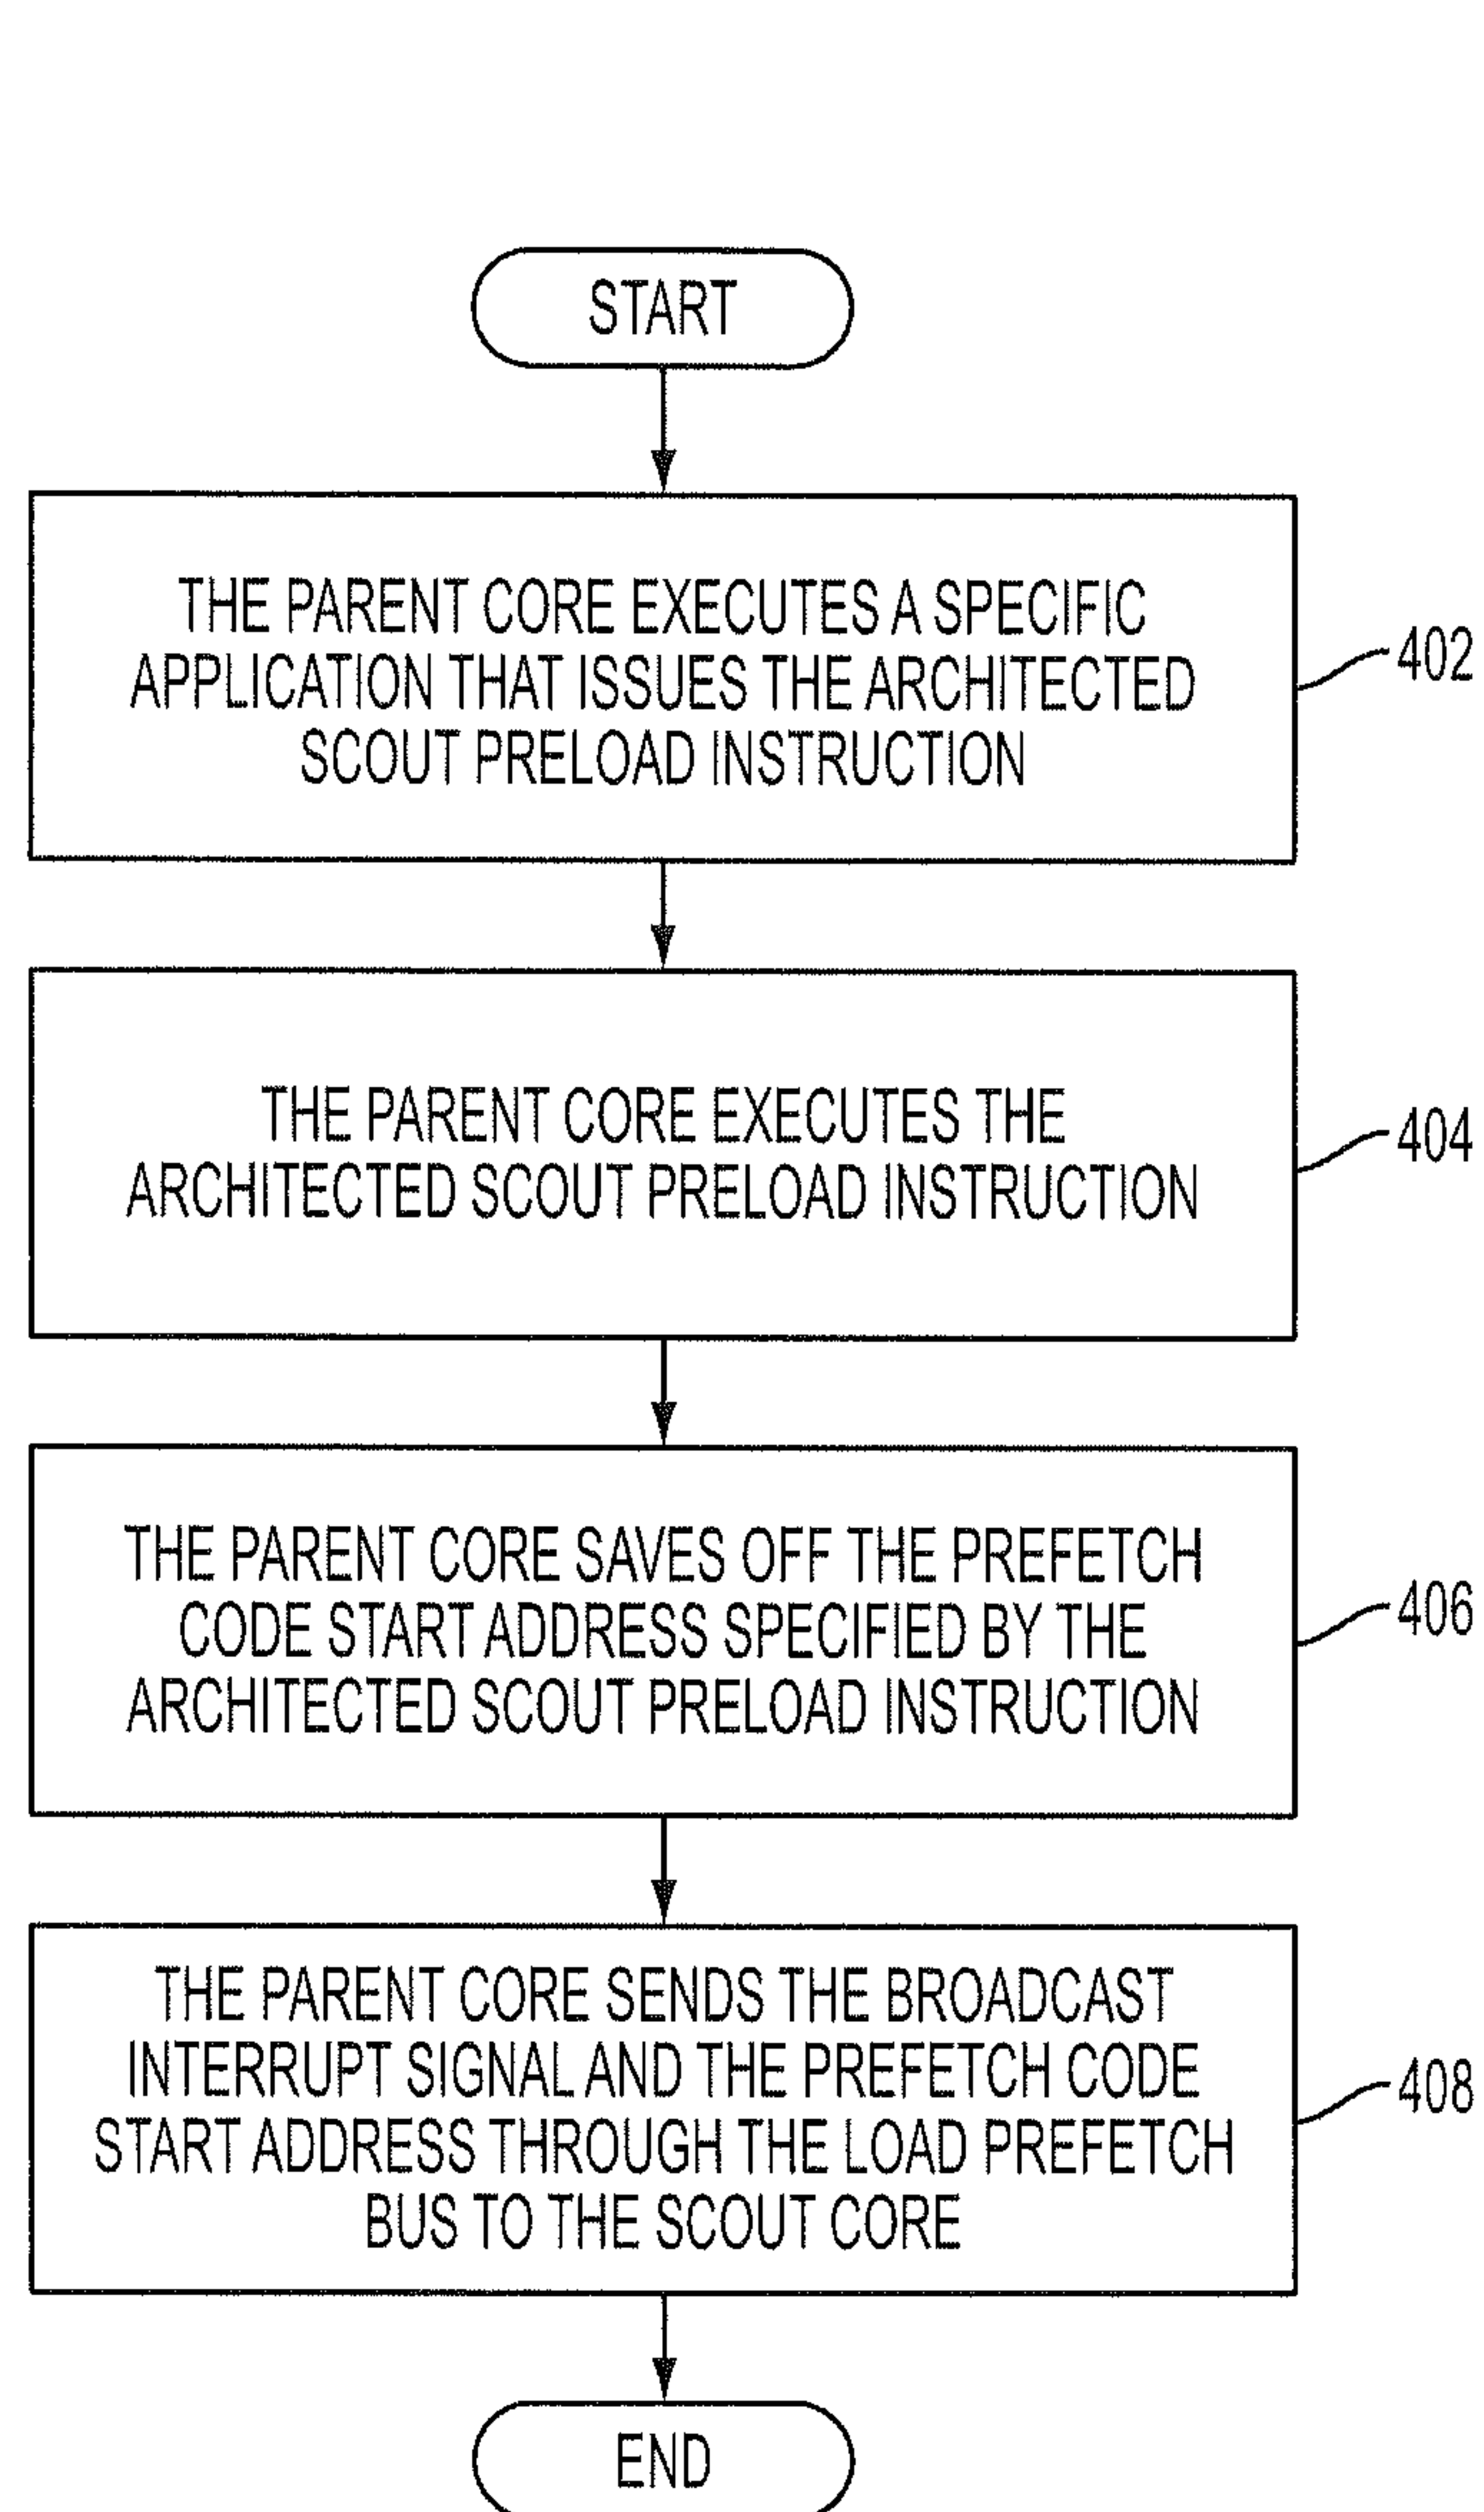 START
THE PARENT CORE EXECUTES A SPECIFIC
APPLICATION THAT ISSUES THE ARCHITECTED
SCOUT PRELOAD INSTRUCTION
402
THE PARENT CORE EXECUTES THE
ARCHITECTED SCOUT PRELOAD INSTRUCTION
404
THE PARENT CORE SAVES OFF THE PREFETCH
CODE START ADDRESS SPECIFIED BY THE
ARCHITECTED SCOUT PRELOAD INSTRUCTION
406
THE PARENT CORE SENDS THE BROADCAST
INTERRUPT SIGNAL AND THE PREFETCH CODE
START ADDRESS THROUGH THE LOAD PREFETCH
BUS TO THE SCOUT CORE
408
END